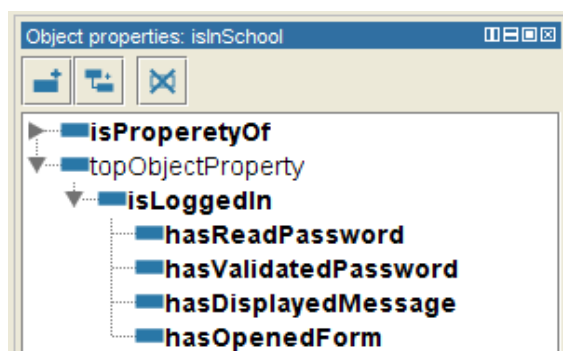 Object properties: isInSchool
isProperetyOf
topObjectProperty
isLoggedIn
hasReadPassword
hasValidatedPassword
hasDisplayedMessage
hasOpenedForm